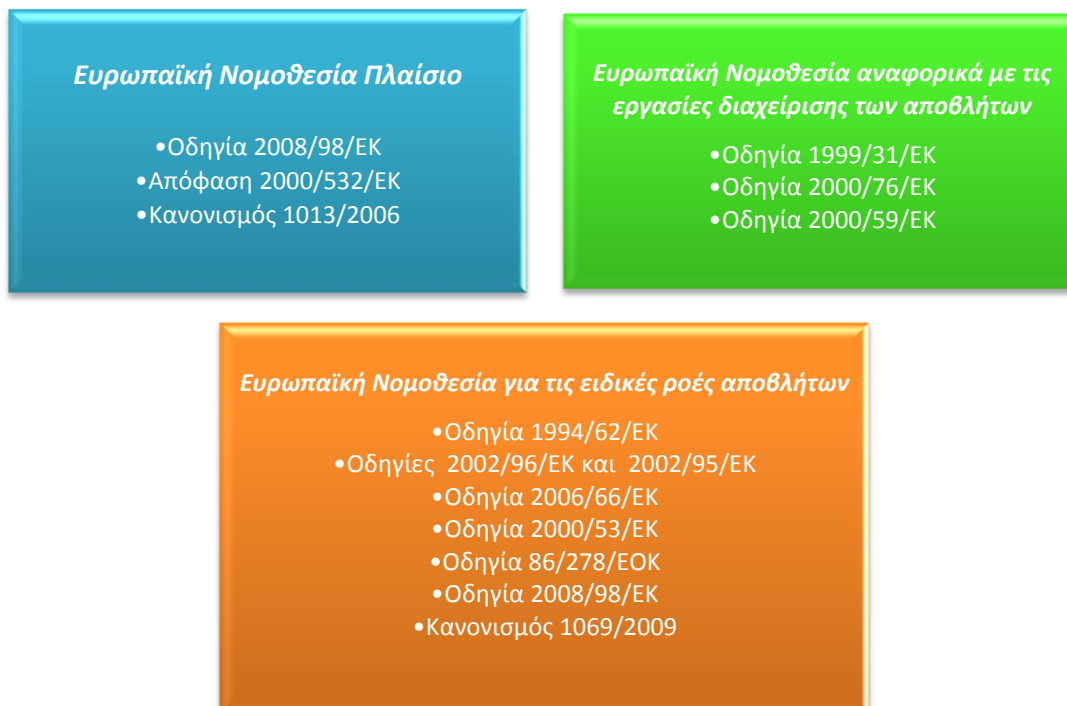 Ευρωπαϊκή Νομοθεσία Πλαίσιο
•Οδηγία 2008/98/ΕΚ
•Απόφαση 2000/532/ΕΚ
•Κανονισμός 1013/2006
Ευρωπαϊκή Νομοθεσία αναφορικά με τις
εργασίες διαχείρισης των αποβλήτων
•Οδηγία 1999/31/ΕΚ
•Οδηγία 2000/76/ΕΚ
•Οδηγία 2000/59/ΕΚ
Ευρωπαϊκή Νομοθεσία για τις ειδικές ροές αποβλήτων
•Οδηγία 1994/62/ΕΚ
•Οδηγίες 2002/96/ΕΚ και 2002/95/ΕΚ
•Οδηγία 2006/66/ΕΚ
•Οδηγία 2000/53/ΕΚ
•Οδηγία 86/278/ΕΟΚ
•Οδηγία 2008/98/ΕΚ
•Κανονισμός 1069/2009